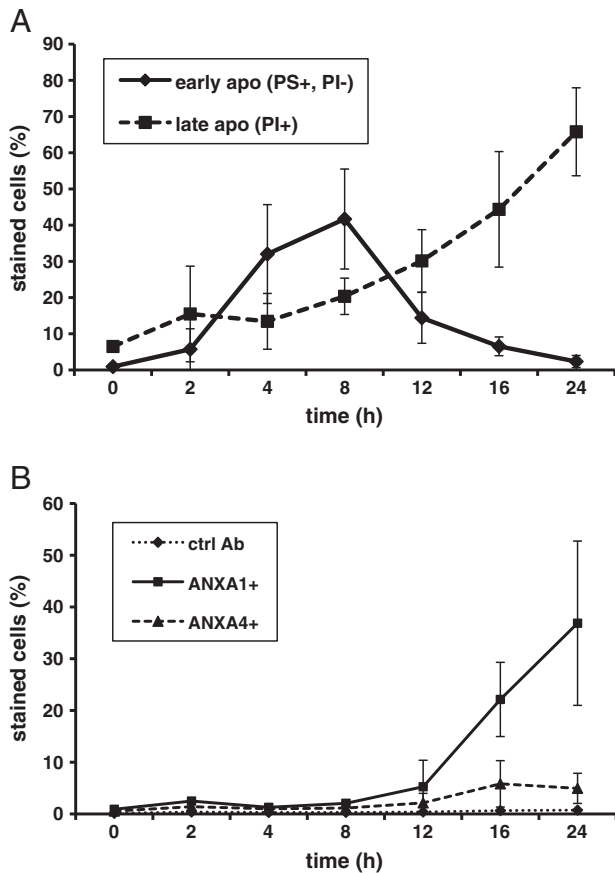 A
stained cells (%)
90
80
70
60
50
40
30
20
10
0
early apo (PS+, PI-)
late apo (PI+)
0 2 4 8 12 16 24
time (h)
B
stained cells (%)
60
50
40
30
20
10
0
ctrl Ab
ANXA1+
ANXA4+
0 2 4 8 12 16 24
time (h)